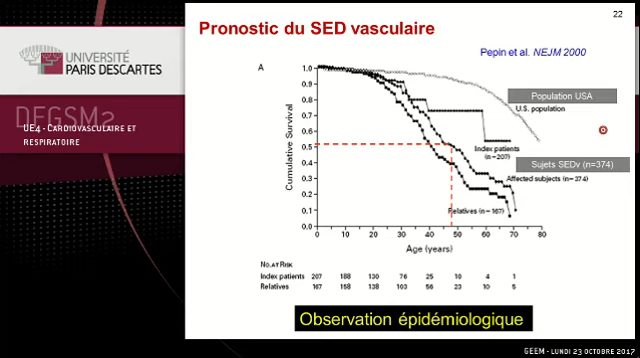 22
Pronostic du SED vasculaire
UNIVERSITÉ
PARIS DESCARTES
DFGSM2
UE4 - CARDIOVASCULAIRE ET
RESPIRATOIRE
Pepin et al. NEJM 2000
A
Cumulative Survival
1.0
0.9
0.8
0.7
0.6
0.5
0.4
0.3
0.2
0.1
0.0
Population USA
U.S. population
Index patients
(n=207)
Sujets SEDv (n=374)
Affected subjects (n=374)
Relatives (n=167)
0 10 20 30 40 50 60 70 80
Age (years)
NO. AT RISK
Index patients 207 188 130 76 25 10 4 1
Relatives 167 158 138 103 56 23 10 5
Observation épidémiologique
GEEM - LUNDI 23 OCTOBRE 2017